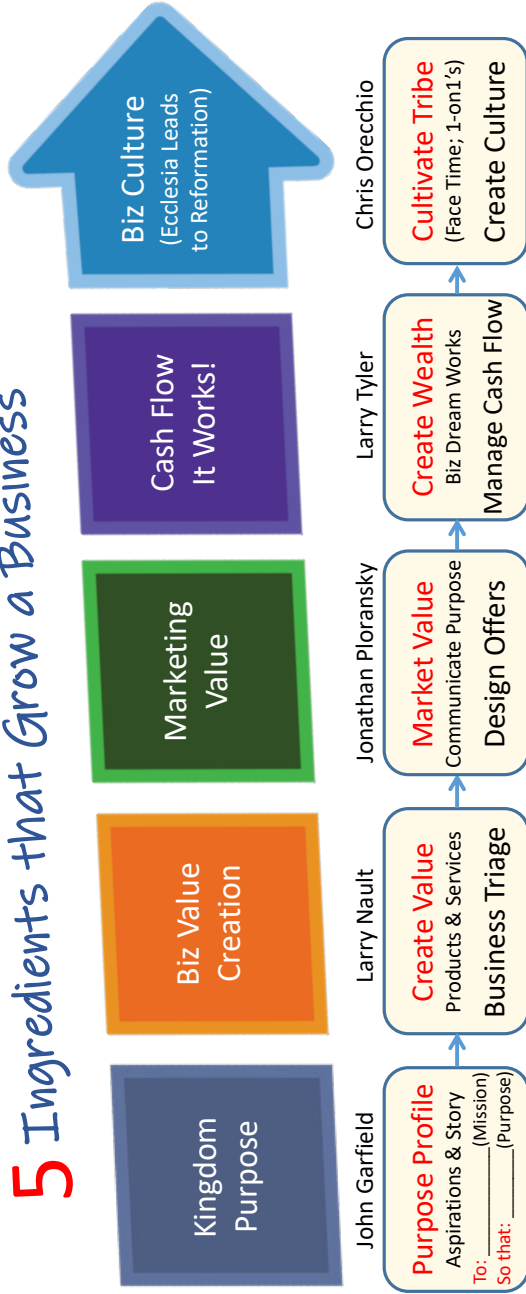 5 Ingredients that Grow a Business
Kingdom
Purpose
Biz Value
Creation
Marketing
Value
Cash Flow
It Works!
Biz Culture
(Ecclesia Leads
to Reformation)
John Garfield
Larry Nault
Jonathan Ploransky
Larry Tyler
Chris Orecchio
Purpose Profile
Aspirations & Story
To: __________(Mission)
So that: _______(Purpose)
Create Value
Products & Services
Business Triage
Market Value
Communicate Purpose
Design Offers
Create Wealth
Biz Dream Works
Manage Cash Flow
Cultivate Tribe
(Face Time; 1-on1's)
Create Culture